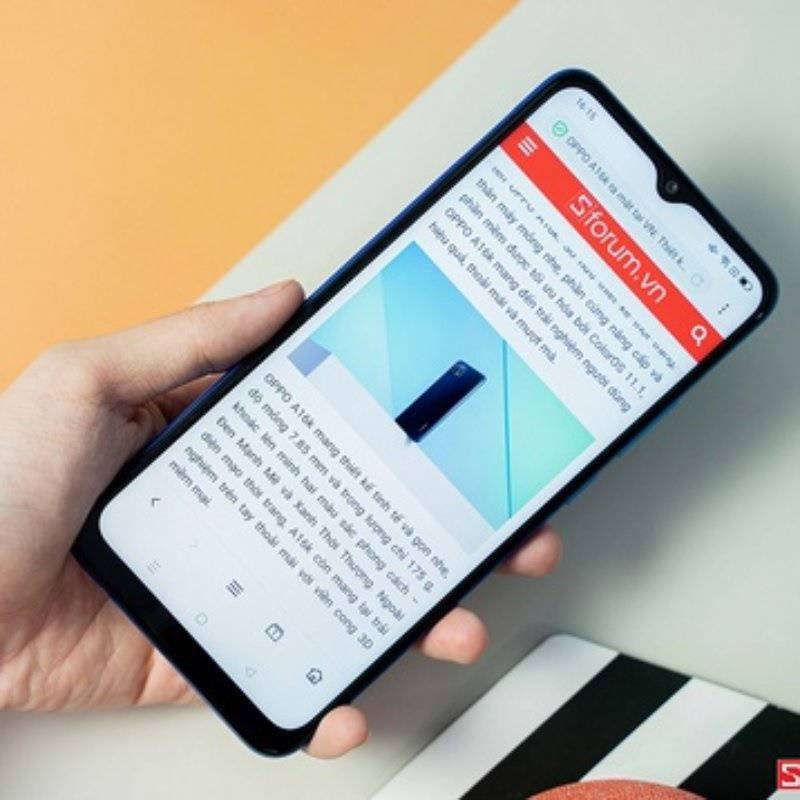 16:15
OPPO A16k ra mắt tại VN: Thiết k...
Sforum.vn
thân máy mỏng nhẹ, phần cứng nâng cấp và
phần mềm được tối ưu hóa bởi ColorOS 11.1,
OPPO A16k mang đến trải nghiệm người dùng
hiệu quả, thoải mái và mượt mà.
OPPO A16k mang thiết kế tinh tế và gọn nhẹ,
độ mỏng 7.85 mm và trọng lượng chỉ 175 g,
khoác lên mình hai màu sắc phong cách -
Đen Mạnh Mẽ và Xanh Thời Thượng. Ngoài
diện mạo thời trang, A16k còn mang lại trải
nghiệm trên tay thoải mái với viền cong 3D
mềm mại.
S